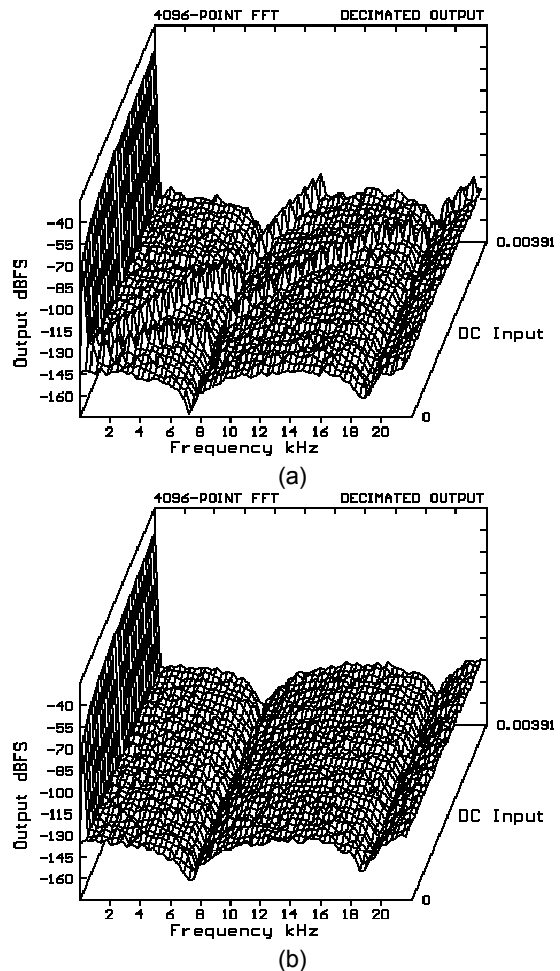 4096-POINT FFT DECIMATED OUTPUT
-40
-55
-70
-85
-100
-115
-130
-145
-160
Output dBFS
0.00391
DC Input
0
2 4 6 8 10 12 14 16 18 20
Frequency kHz
(a)
4096-POINT FFT DECIMATED OUTPUT
-40
-55
-70
-85
-100
-115
-130
-145
-160
Output dBFS
0.00391
DC Input
0
2 4 6 8 10 12 14 16 18 20
Frequency kHz
(b)